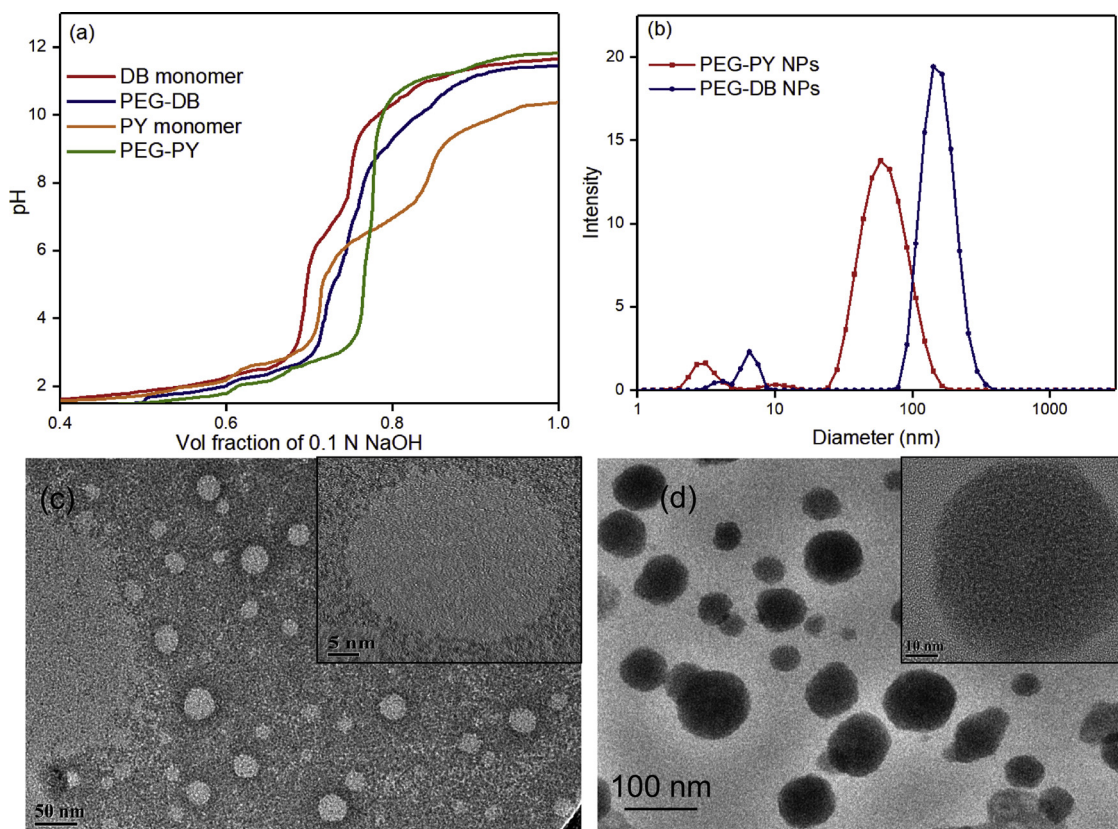 (a)
DB monomer
PEG-DB
PY monomer
PEG-PY
12
10
8
6
4
2
pH
0.4
0.6
0.8
1.0
Vol fraction of 0.1 N NaOH
(b)
PEG-PY NPs
PEG-DB NPs
20
15
10
5
0
Intensity
1
10
100
1000
Diameter (nm)
(c)
5 nm
50 nm
(d)
10 nm
100 nm